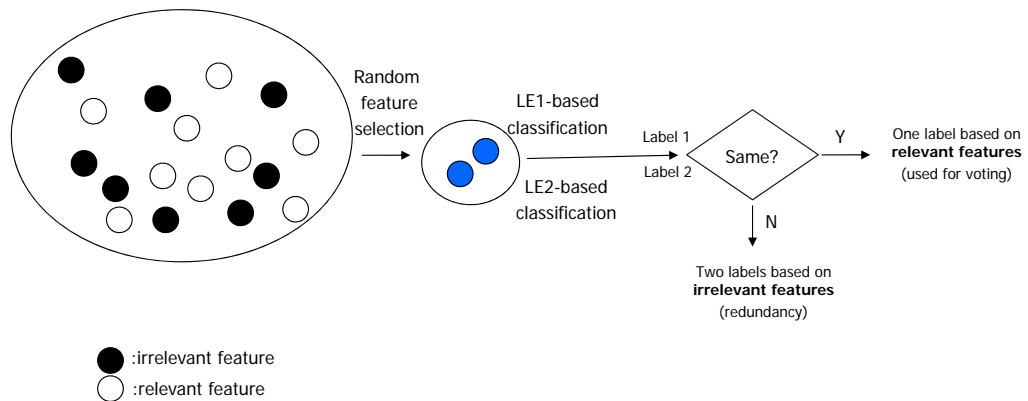 Random
feature
selection
LE1-based
classification
LE2-based
classification
Label 1
Label 2
Same?
Y
One label based on
relevant features
(used for voting)
N
Two labels based on
irrelevant features
(redundancy)
:irrelevant feature
:relevant feature